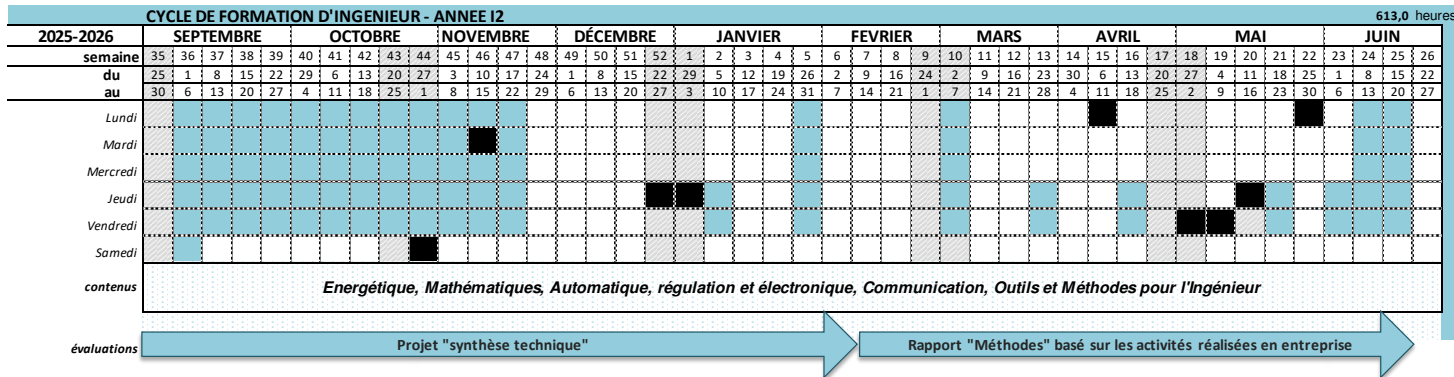 CYCLE DE FORMATION D'INGENIEUR - ANNEE I2 613,0 heures
2025-2026 SEPTEMBRE OCTOBRE NOVEMBRE DÉCEMBRE JANVIER FEVRIER MARS AVRIL MAI JUIN
semaine 35 36 37 38 39 40 41 42 43 44 45 46 47 48 49 50 51 52 1 2 3 4 5 6 7 8 9 10 11 12 13 14 15 16 17 18 19 20 21 22 23 24 25 26
du 25 1 8 15 22 29 6 13 20 27 3 10 17 24 1 8 15 22 29 5 12 19 26 2 9 16 24 2 9 16 23 30 6 13 20 27 4 11 18 25 1 8 15 22
au 30 6 13 20 27 4 11 18 25 1 8 15 22 29 6 13 20 27 3 10 17 24 31 7 14 21 1 7 14 21 28 4 11 18 25 2 9 16 23 30 6 13 20 27
Lundi
Mardi
Mercredi
Jeudi
Vendredi
Samedi
contenus Energétique, Mathématiques, Automatique, régulation et électronique, Communication, Outils et Méthodes pour l'Ingénieur
évaluations Projet "synthèse technique" Rapport "Méthodes" basé sur les activités réalisées en entreprise